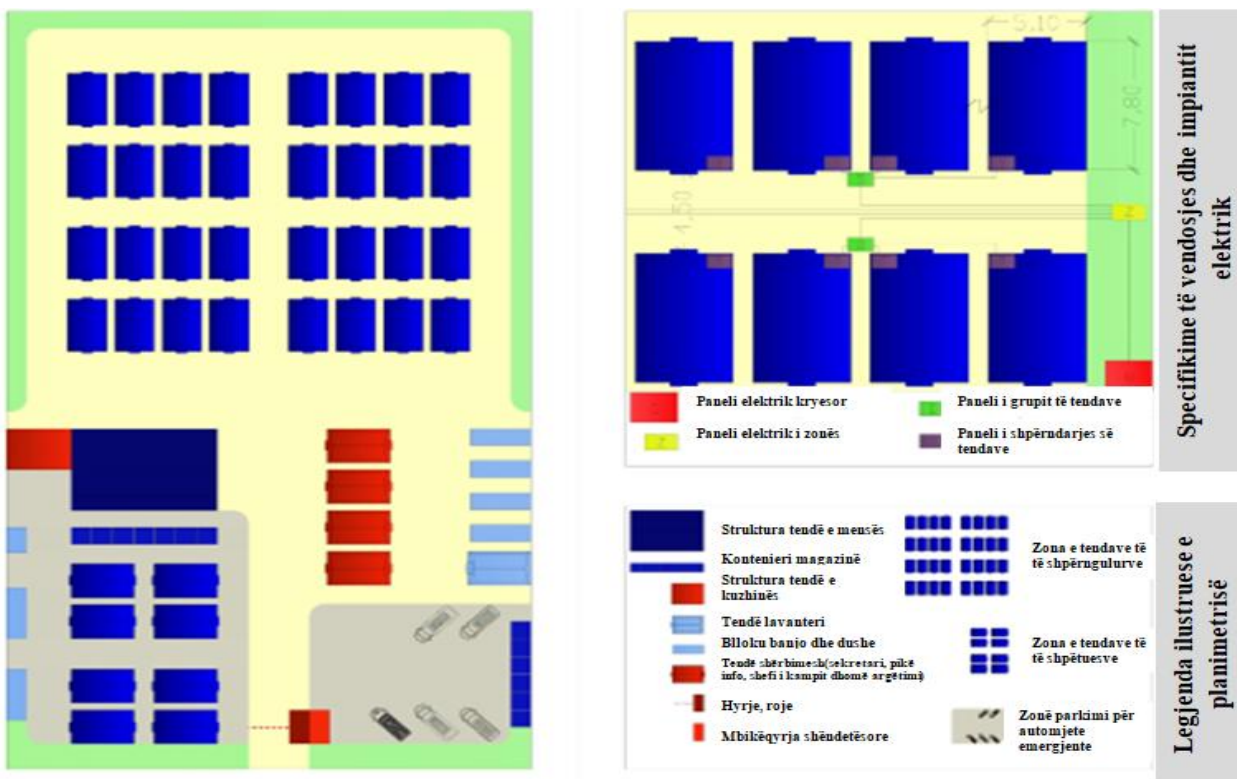 5.10
7.80
Paneli elektrik kryesor
Paneli i grupit të tendave
Z
Paneli elektrik i zonës
Paneli i shpërndarjes së
tendave
Specifikime të vendosjes dhe impiantit
elektrik
Struktura tendë e mensës
Kontenieri magazinë
Struktura tendë e
kuzhinës
Tendë lavanteri
Blloku banjo dhe dushe
Tendë shërbimesh(sekretari, pikë
info, shefi i kampit dhomë argëtimi)
Hyrje, roje
Mbikëqyrja shëndetësore
Zona e tendave të
të shpërngulurve
Zona e tendave të
të shpëtuesve
Zonë parkimi për
automjete
emergjente
Legjenda ilustruese e
planimetrisë